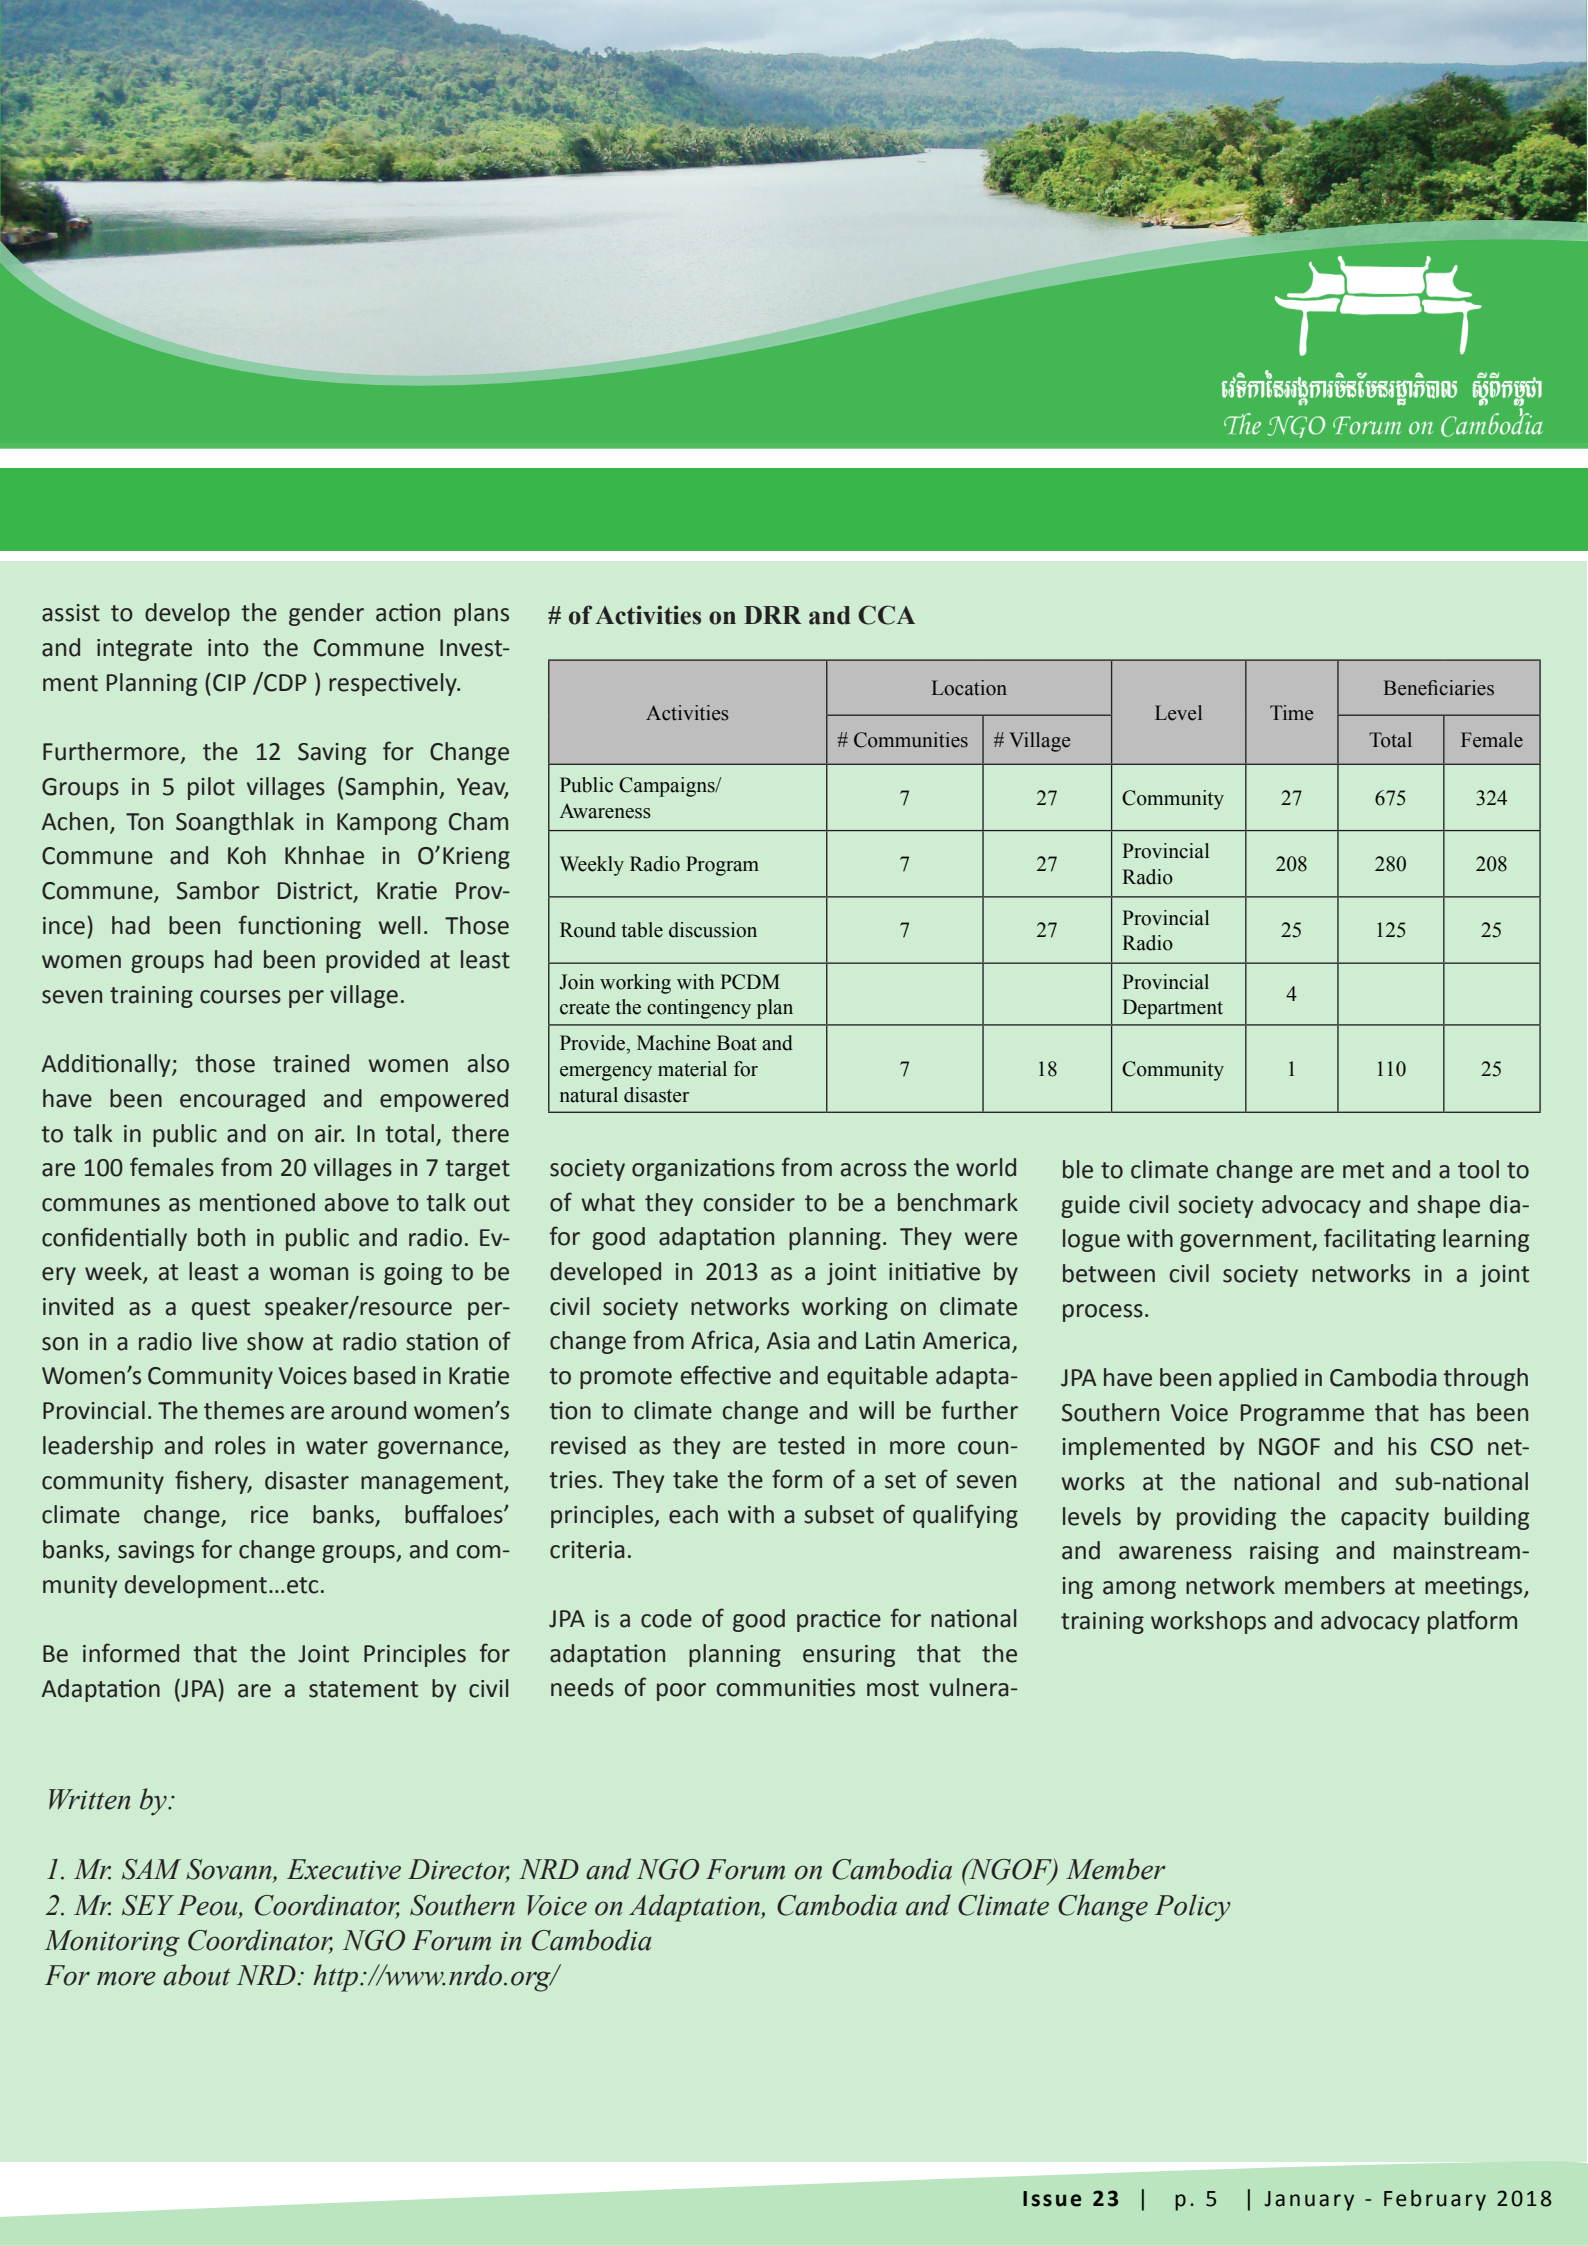 វេទិកានៃអង្គការមិនមែនរដ្ឋាភិបាល ស្ដីពីកម្ពុជា
The NGO Forum on Cambodia
assist to develop the gender action plans
and integrate into the Commune Invest-
ment Planning (CIP /CDP ) respectively.
Furthermore, the 12 Saving for Change
Groups in 5 pilot villages (Samphin, Yeav,
Achen, Ton Soangthlak in Kampong Cham
Commune and Koh Khnhae in O’Krieng
Commune, Sambor District, Kratie Prov-
ince) had been functioning well. Those
women groups had been provided at least
seven training courses per village.
Additionally; those trained women also
have been encouraged and empowered
to talk in public and on air. In total, there
are 100 females from 20 villages in 7 target
communes as mentioned above to talk out
confidentially both in public and radio. Ev-
ery week, at least a woman is going to be
invited as a quest speaker/resource per-
son in a radio live show at radio station of
Women’s Community Voices based in Kratie
Provincial. The themes are around women’s
leadership and roles in water governance,
community fishery, disaster management,
climate change, rice banks, buffaloes’
banks, savings for change groups, and com-
munity development...etc.
Be informed that the Joint Principles for
Adaptation (JPA) are a statement by civil
# of Activities on DRR and CCA
Activities Location Level Time Beneficiaries
# Communities # Village Total Female
Public Campaigns/
Awareness 7 27 Community 27 675 324
Weekly Radio Program 7 27 Provincial
Radio 208 280 208
Round table discussion 7 27 Provincial
Radio 25 125 25
Join working with PCDM
create the contingency plan Provincial
Department 4
Provide, Machine Boat and
emergency material for
natural disaster 7 18 Community 1 110 25
society organizations from across the world
of what they consider to be a benchmark
for good adaptation planning. They were
developed in 2013 as a joint initiative by
civil society networks working on climate
change from Africa, Asia and Latin America,
to promote effective and equitable adapta-
tion to climate change and will be further
revised as they are tested in more coun-
tries. They take the form of a set of seven
principles, each with a subset of qualifying
criteria.
JPA is a code of good practice for national
adaptation planning ensuring that the
needs of poor communities most vulnera-
ble to climate change are met and a tool to
guide civil society advocacy and shape dia-
logue with government, facilitating learning
between civil society networks in a joint
process.
JPA have been applied in Cambodia through
Southern Voice Programme that has been
implemented by NGOF and his CSO net-
works at the national and sub-national
levels by providing the capacity building
and awareness raising and mainstream-
ing among network members at meetings,
training workshops and advocacy platform
Written by:
1. Mr. SAM Sovann, Executive Director, NRD and NGO Forum on Cambodia (NGOF) Member
2. Mr. SEY Peou, Coordinator, Southern Voice on Adaptation, Cambodia and Climate Change Policy
Monitoring Coordinator, NGO Forum in Cambodia
For more about NRD: http://www.nrdo.org/
Issue 23 | p. 5 | January - February 2018